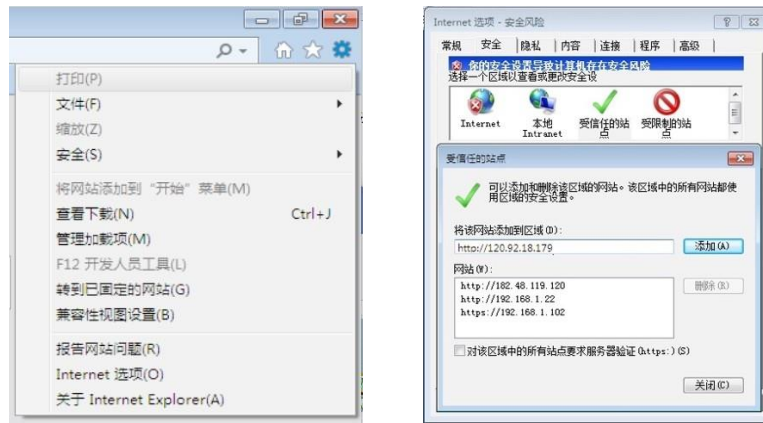 打印(P)
文件(F)
缩放(Z)
安全(S)
将网站添加到“开始”菜单(M)
查看下载(N) Ctrl+J
管理加载项(M)
F12 开发人员工具(L)
转到已固定的网站(G)
兼容性视图设置(B)
报告网站问题(R)
Internet 选项(O)
关于 Internet Explorer(A)
Internet 选项 - 安全风险
常规 安全 隐私 内容 连接 程序 高级
你的安全设置导致计算机存在安全风险
选择一个区域以查看或更改安全设
Internet 本地 Intranet 受信任的站点 受限制的站点
受信任的站点
可以添加和删除该区域的网站。该区域中的所有网站都使
用区域的安全设置。
将该网站添加到区域(D):
http://120.92.18.179 添加(A)
网站(W):
http://182.48.119.120 删除(R)
http://192.168.1.22
https://192.168.1.102
对该区域中的所有站点要求服务器验证(https:)(S)
关闭(C)